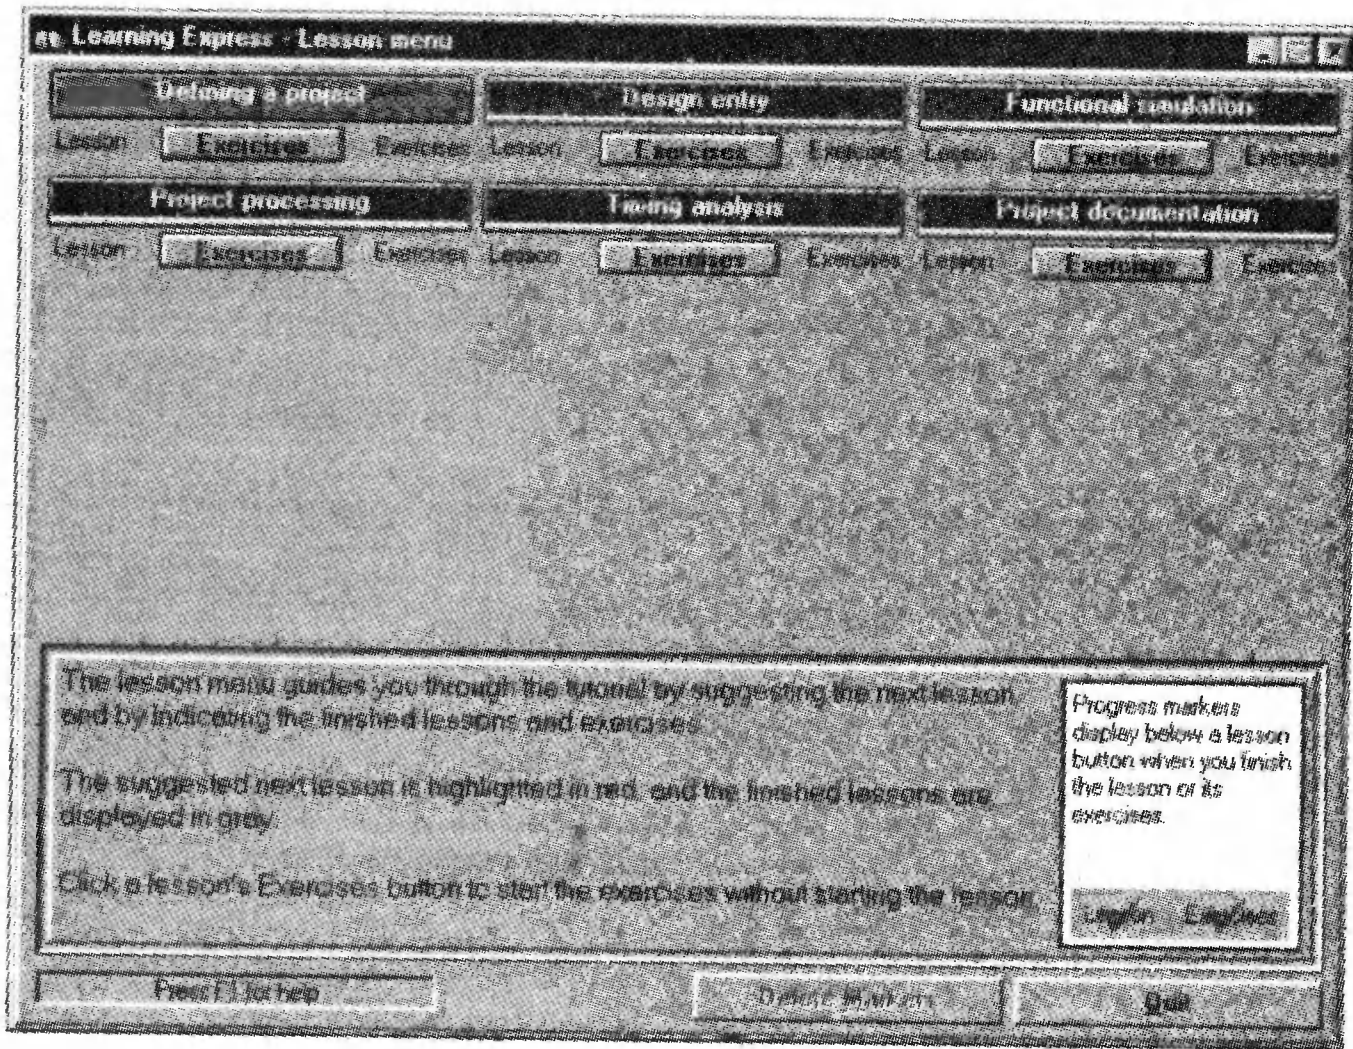 Learning Express - Lesson menu
Defining a project Design entry Functional simulation
Lesson Exercises Exercises Lesson Exercises Exercises Lesson Exercises Exercises
Project processing Timing analysis Project documentation
Lesson Exercises Exercises Lesson Exercises Exercises Lesson Exercises Exercises
The lesson menu guides you through the tutorial by suggesting the next lesson
and by indicating the finished lessons and exercises.
The suggested next lesson is highlighted in red, and the finished lessons are
displayed in gray.
Click a lesson's Exercises button to start the exercises without starting the lesson.
Progress markers
display below a lesson
button when you finish
the lesson or its
exercises.
Lesson Exercises
Press F1 for help Delete Markers Quit